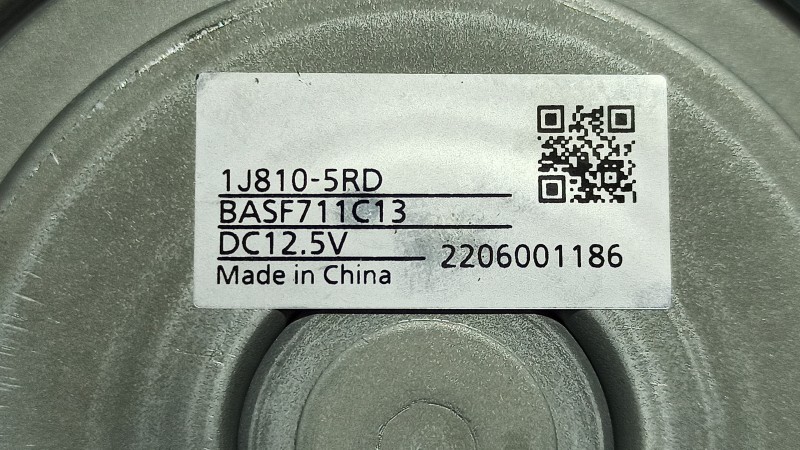 1J810-5RD
BASF711C13
DC12.5V
2206001186
Made in China